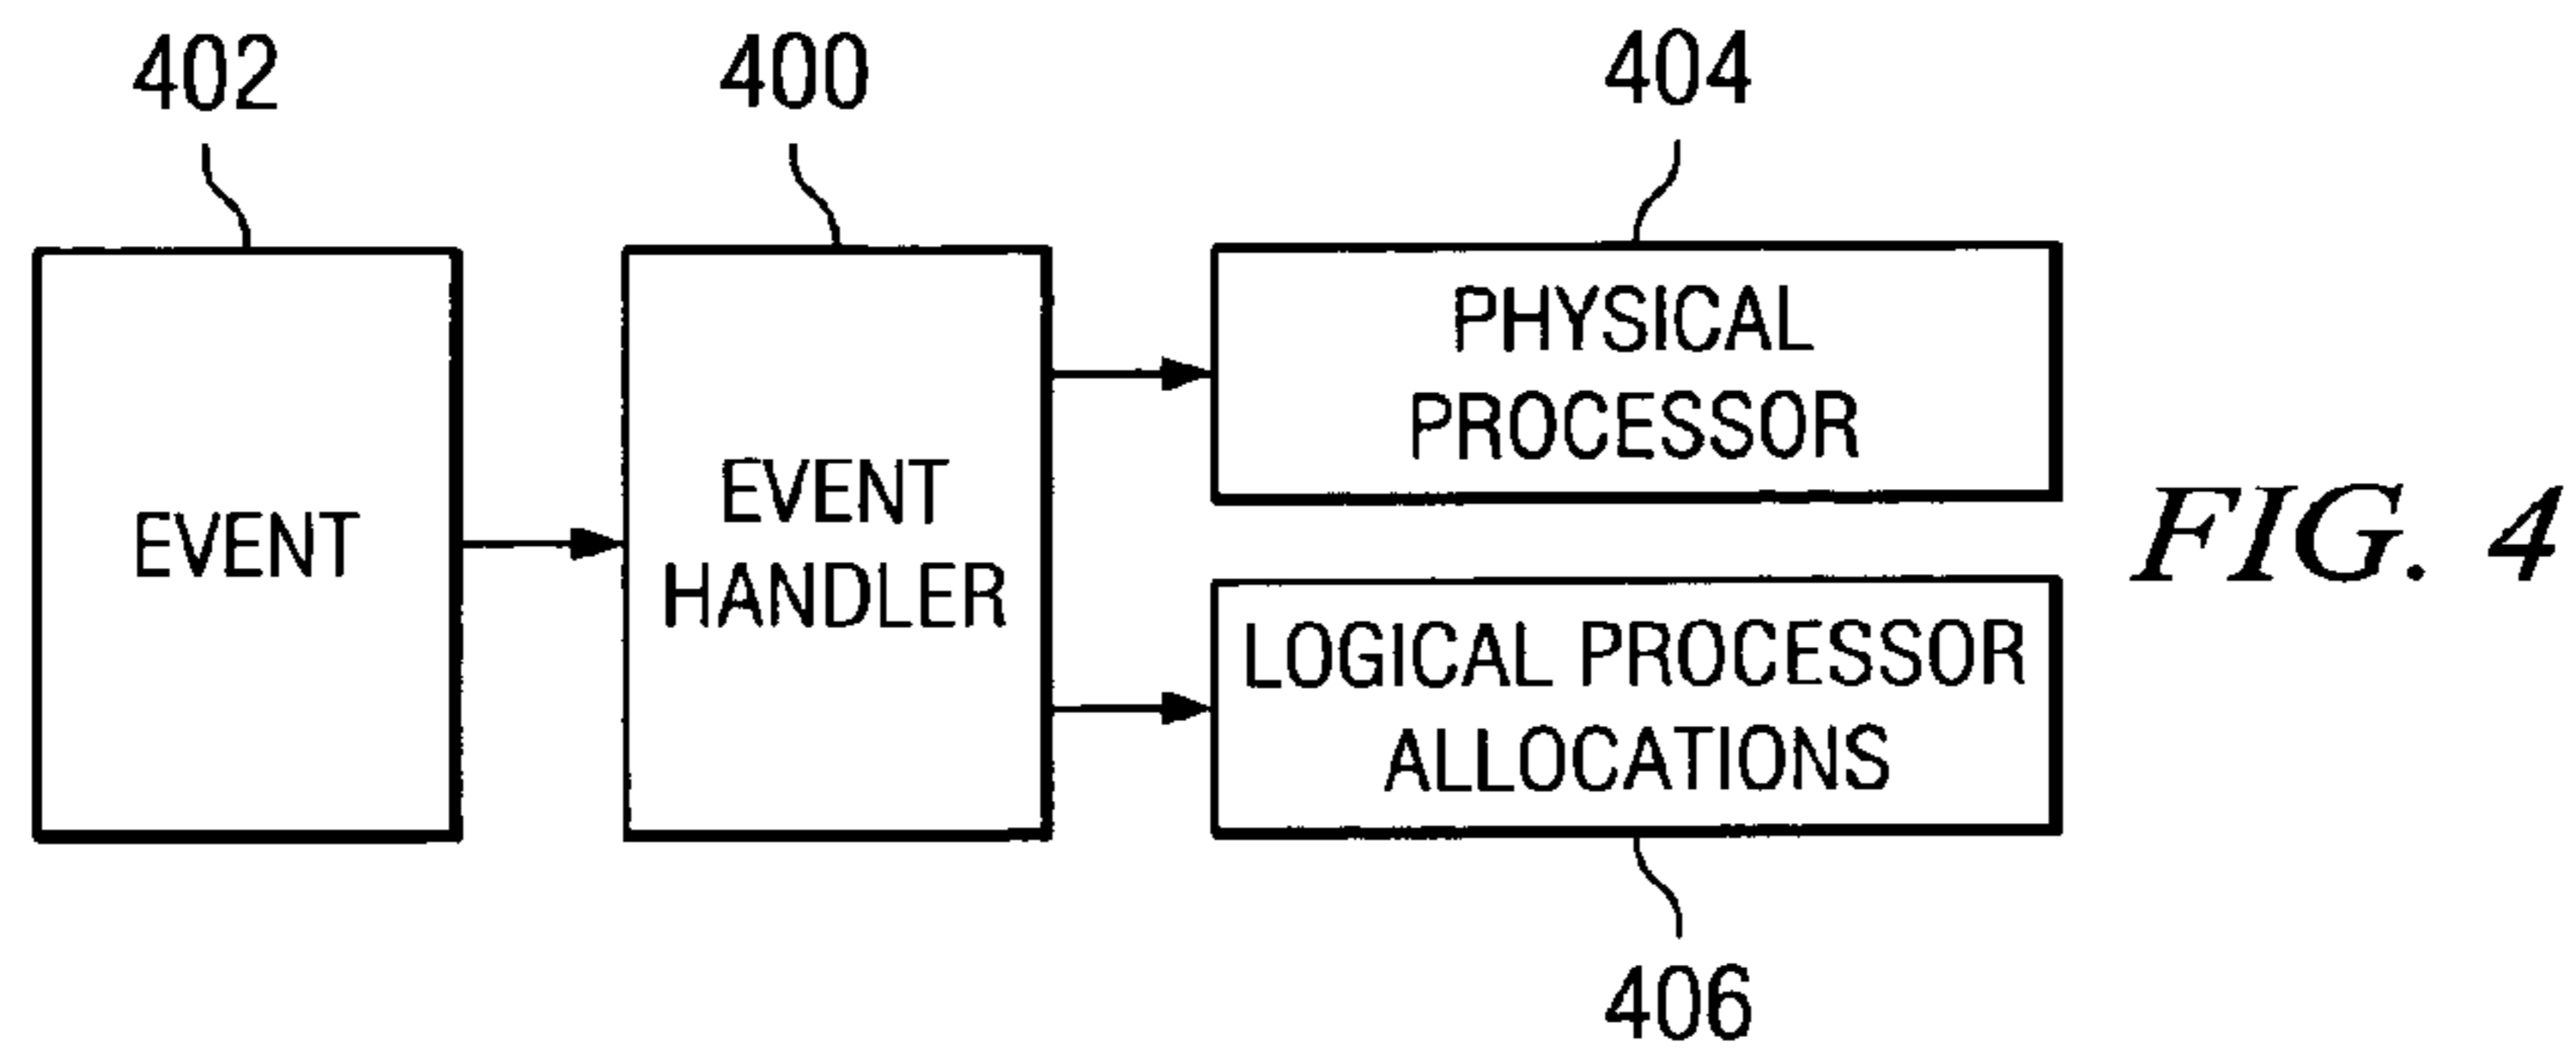 402
400
404
EVENT
EVENT
HANDLER
PHYSICAL
PROCESSOR
LOGICAL PROCESSOR
ALLOCATIONS
406
FIG. 4